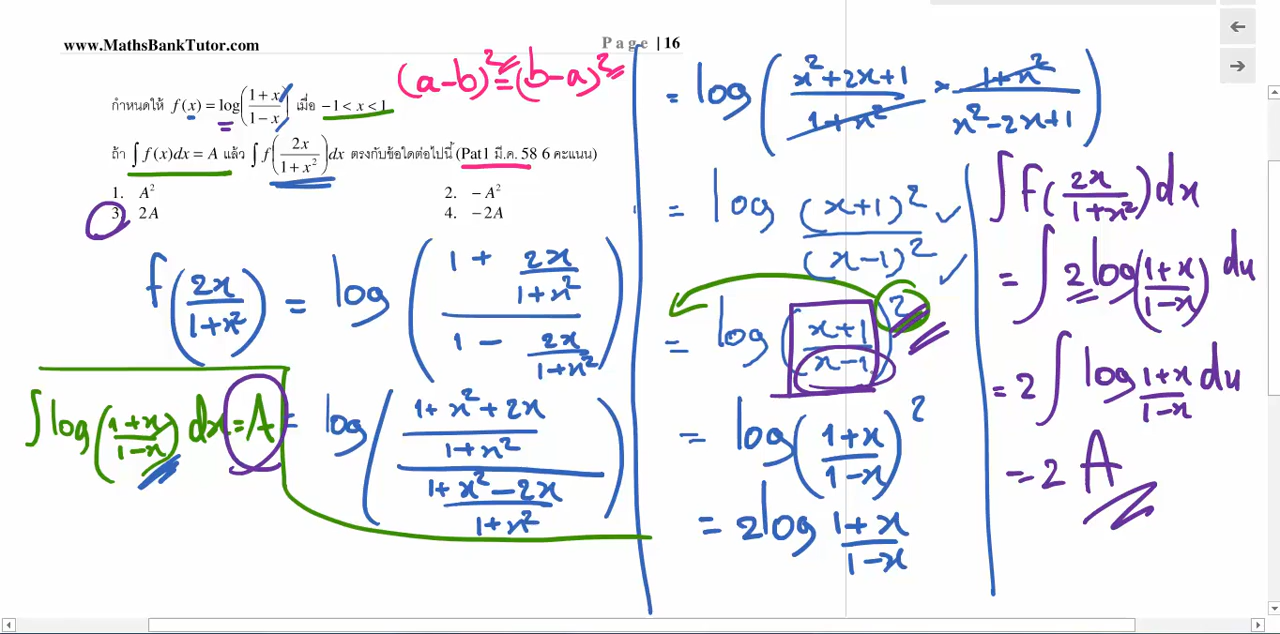 www.MathsBankTutor.com
Page | 16
(a-b)² = (b-a)²
กำหนดให้ f(x) = log((1+x)/(1−x)) เมื่อ −1 < x < 1
ถ้า ∫f(x)dx = A แล้ว ∫f(2x/(1+x²))dx ตรงกับข้อใดต่อไปนี้ (Pat1 มี.ค. 58 6 คะแนน)
1. A²
2. −A²
3. 2A
4. −2A
f(2x/(1+x²)) = log((1 + 2x/(1+x²))/(1 − 2x/(1+x²)))
= log(((1+x²+2x)/(1+x²))/((1+x²−2x)/(1+x²)))
∫log((1+x)/(1−x)) dx = A
= log((x²+2x+1)/(1+x²) × (1+x²)/(x²−2x+1))
= log (x+1)²/(x−1)²
= log((x+1)/(x−1))²
= log((1+x)/(1−x))²
= 2log (1+x)/(1−x)
∫f(2x/(1+x²))dx
= ∫2log((1+x)/(1−x)) dx
= 2∫log (1+x)/(1−x) dx
= 2 A